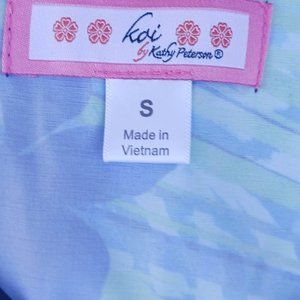 koi
by Kathy Peterson®
S
Made in
Vietnam